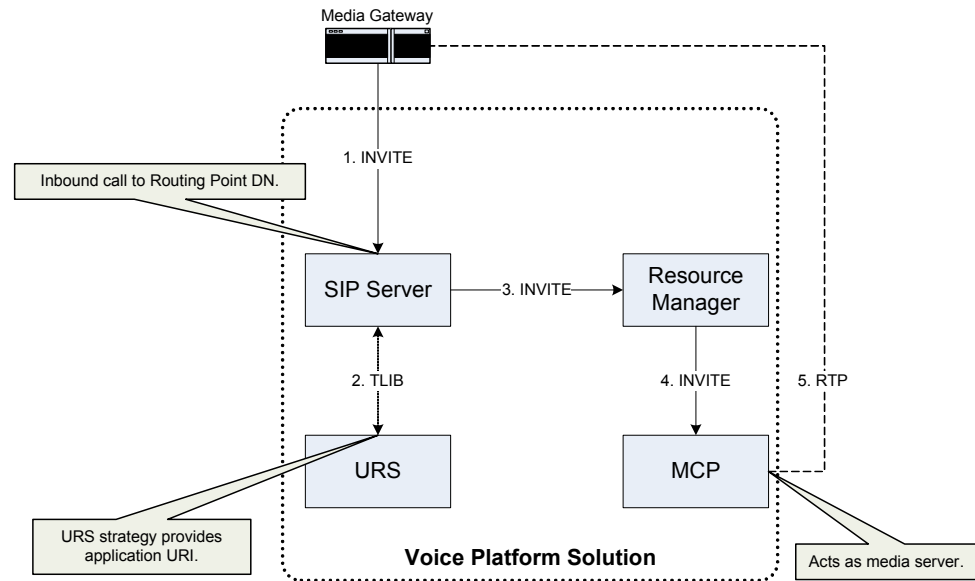 Media Gateway
1. INVITE
Inbound call to Routing Point DN.
SIP Server
3. INVITE
Resource
Manager
2. TLIB
4. INVITE
5. RTP
URS
MCP
URS strategy provides
application URI.
Voice Platform Solution
Acts as media server.